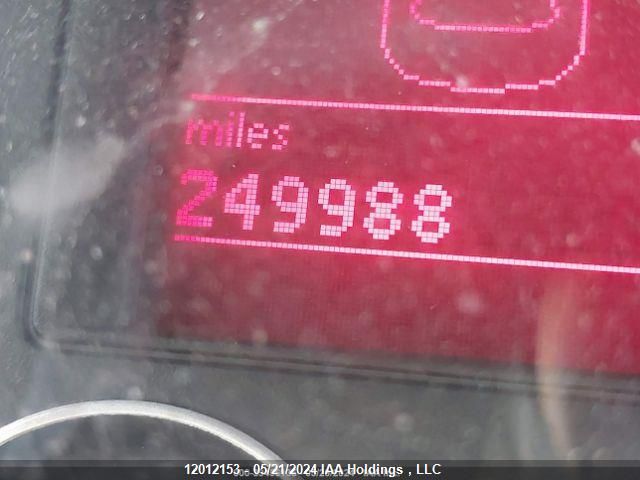 miles
249988
12012153 - 05/21/2024 IAA Holdings , LLC